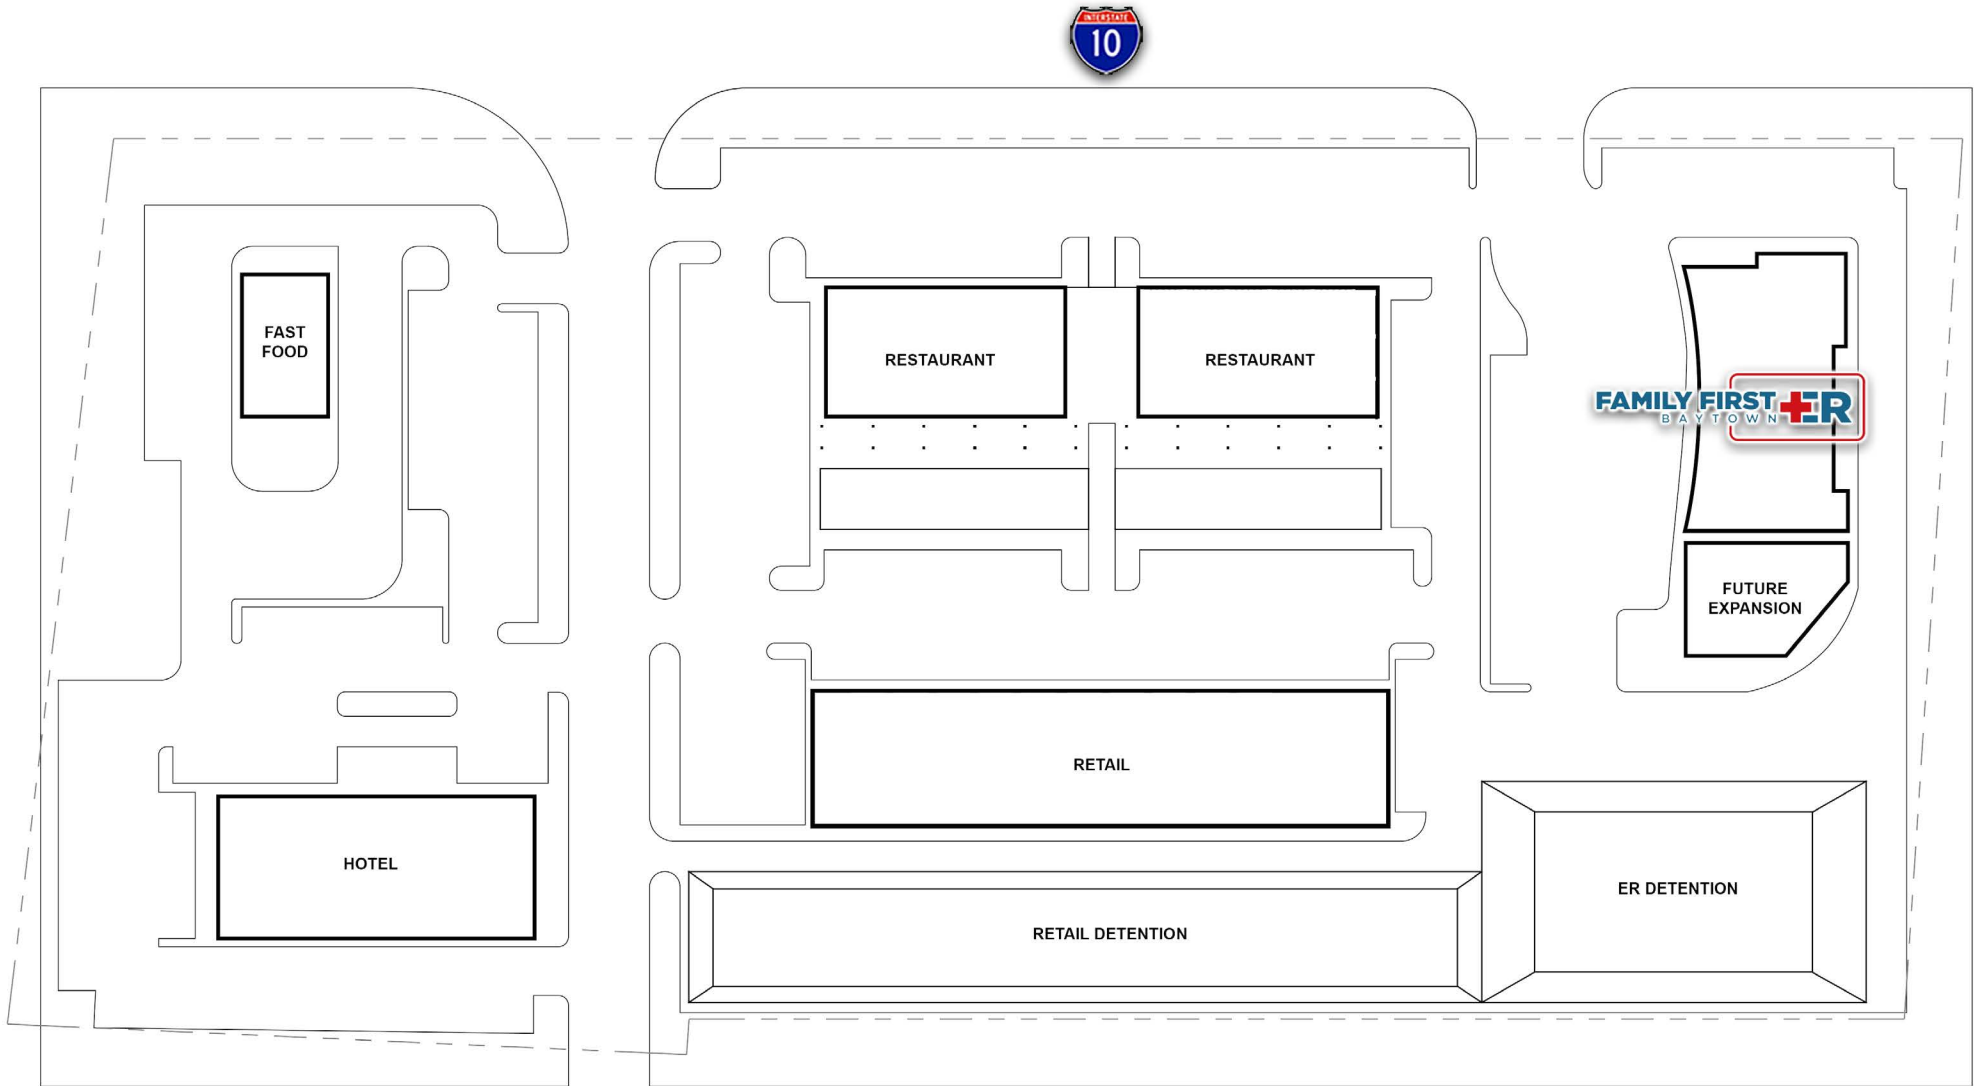 INTERSTATE
10
FAST
FOOD
RESTAURANT
RESTAURANT
FAMILY FIRST ER
BAYTOWN
FUTURE
EXPANSION
RETAIL
HOTEL
ER DETENTION
RETAIL DETENTION